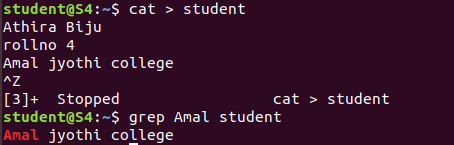 student@S4:~$ cat > student
Athira Biju
rollno 4
Amal jyothi college
^Z
[3]+  Stopped                 cat > student
student@S4:~$ grep Amal student
Amal jyothi college